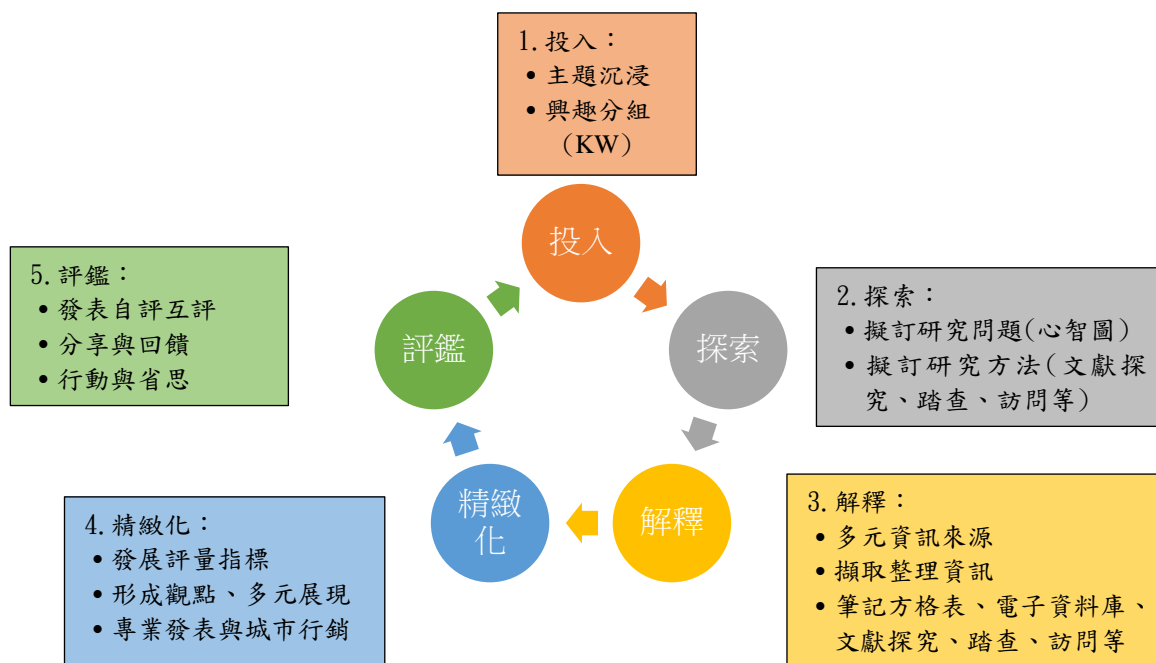 1.投入：
•主題沉浸
•興趣分組
（KW）
投入
2.探索：
•擬訂研究問題(心智圖)
•擬訂研究方法(文獻探
究、踏查、訪問等)
探索
3.解釋：
•多元資訊來源
•擷取整理資訊
•筆記方格表、電子資料庫、
文獻探究、踏查、訪問等
解釋
4.精緻化：
•發展評量指標
•形成觀點、多元展現
•專業發表與城市行銷
精緻
化
5.評鑑：
•發表自評互評
•分享與回饋
•行動與省思
評鑑